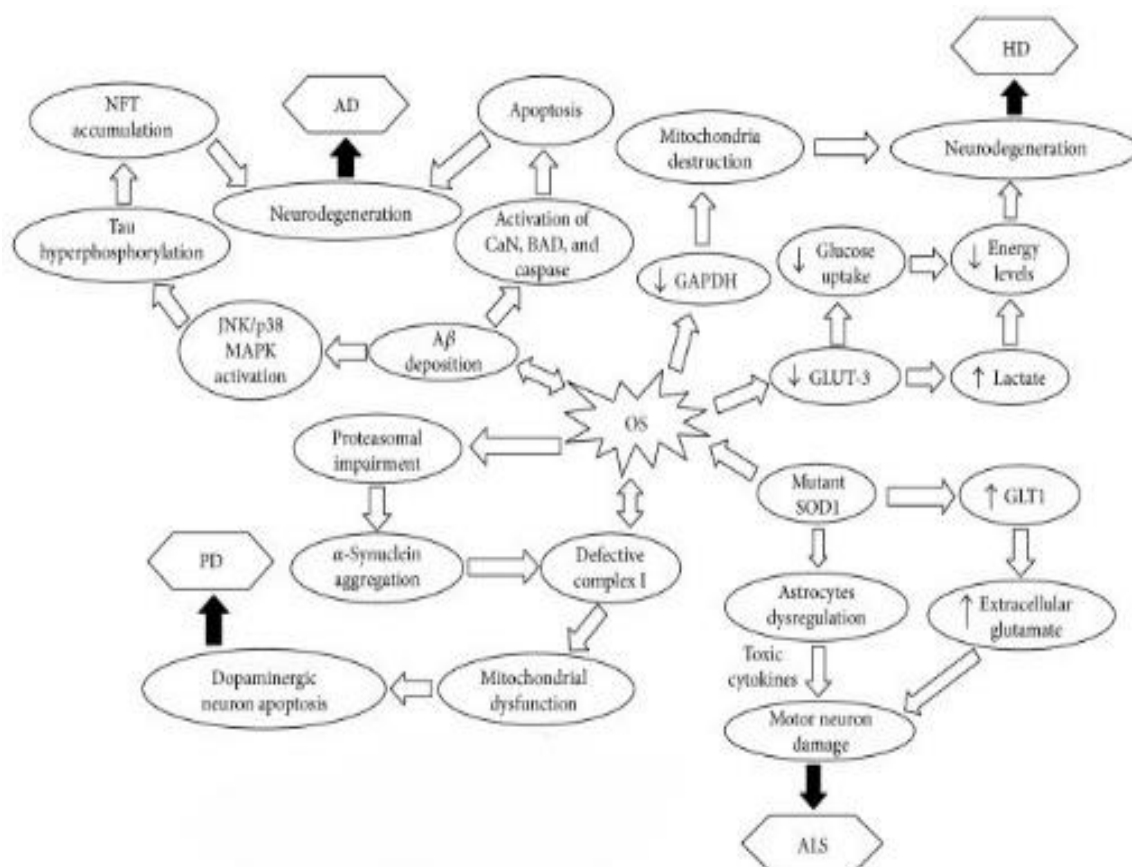 HD
NFT
accumulation
AD
Apoptosis
Mitochondria
destruction
Neurodegeneration
Neurodegeneration
Tau
hyperphosphorylation
Activation of
CaN, BAD, and
caspase
↓ GAPDH
↓ Glucose
uptake
↓ Energy
levels
JNK/p38
MAPK
activation
Aβ
deposition
↓ GLUT-3
↑ Lactate
OS
Proteasomal
impairment
Mutant
SOD1
↑ GLT1
PD
α-Synuclein
aggregation
Defective
complex I
Astrocytes
dysregulation
↑ Extracellular
glutamate
Toxic
cytokines
Dopaminergic
neuron apoptosis
Mitochondrial
dysfunction
Motor neuron
damage
ALS